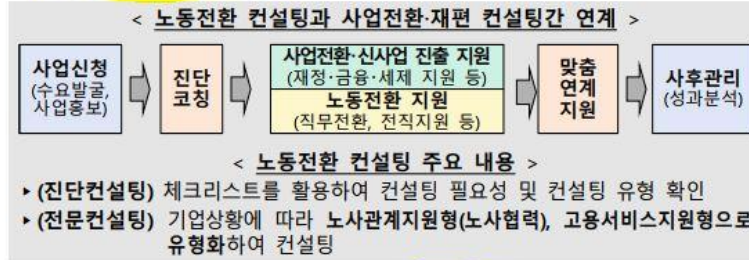 < 노동전환 컨설팅과 사업전환·재편 컨설팅간 연계 >
사업신청
(수요발굴,
사업홍보)
진단
코칭
사업전환·신사업 진출 지원
(재정·금융·세제 지원 등)
노동전환 지원
(직무전환, 전직지원 등)
맞춤
연계
지원
사후관리
(성과분석)
< 노동전환 컨설팅 주요 내용 >
▸ (진단컨설팅) 체크리스트를 활용하여 컨설팅 필요성 및 컨설팅 유형 확인
▸ (전문컨설팅) 기업상황에 따라 노사관계지원형(노사협력), 고용서비스지원형으로
유형화하여 컨설팅